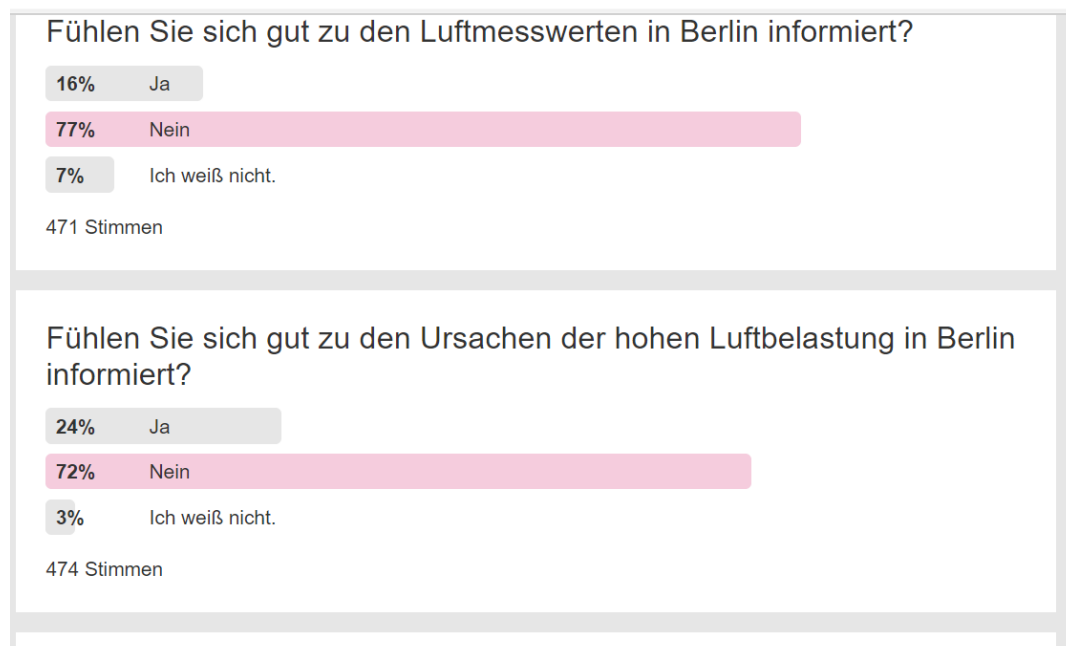 Fühlen Sie sich gut zu den Luftmesswerten in Berlin informiert?
16% Ja
77% Nein
7% Ich weiß nicht.
471 Stimmen
Fühlen Sie sich gut zu den Ursachen der hohen Luftbelastung in Berlin
informiert?
24% Ja
72% Nein
3% Ich weiß nicht.
474 Stimmen